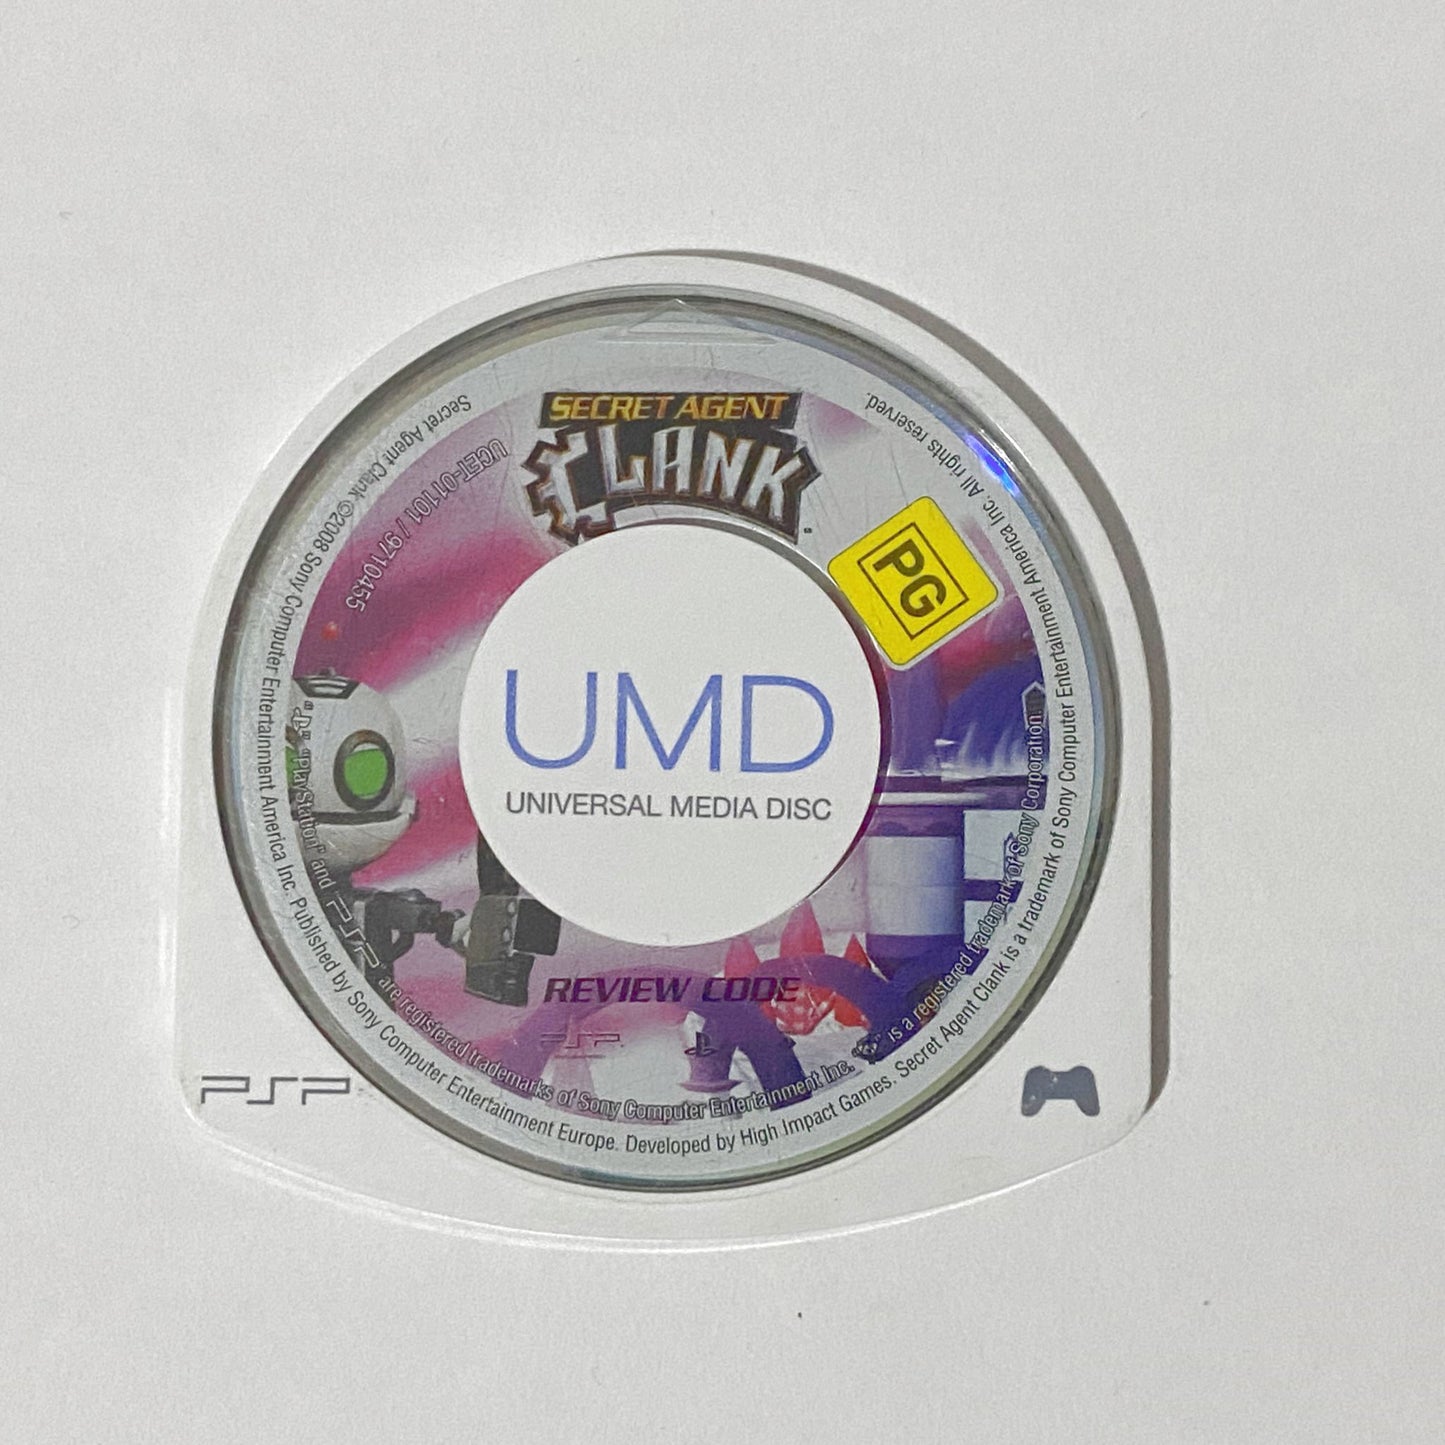 SECRET AGENT
CLANK
PG
UCET-01101 / 9710455
UMD
UNIVERSAL MEDIA DISC
REVIEW CODE
PSP
PSP
Secret Agent Clank ©2008 Sony Computer Entertainment America Inc. Published by Sony Computer Entertainment Europe. Developed by High Impact Games. Secret Agent Clank is a trademark of Sony Computer Entertainment America Inc. All rights reserved.
" ", "PlayStation" and PSP are registered trademarks of Sony Computer Entertainment Inc. is a registered trademark of Sony Corporation.